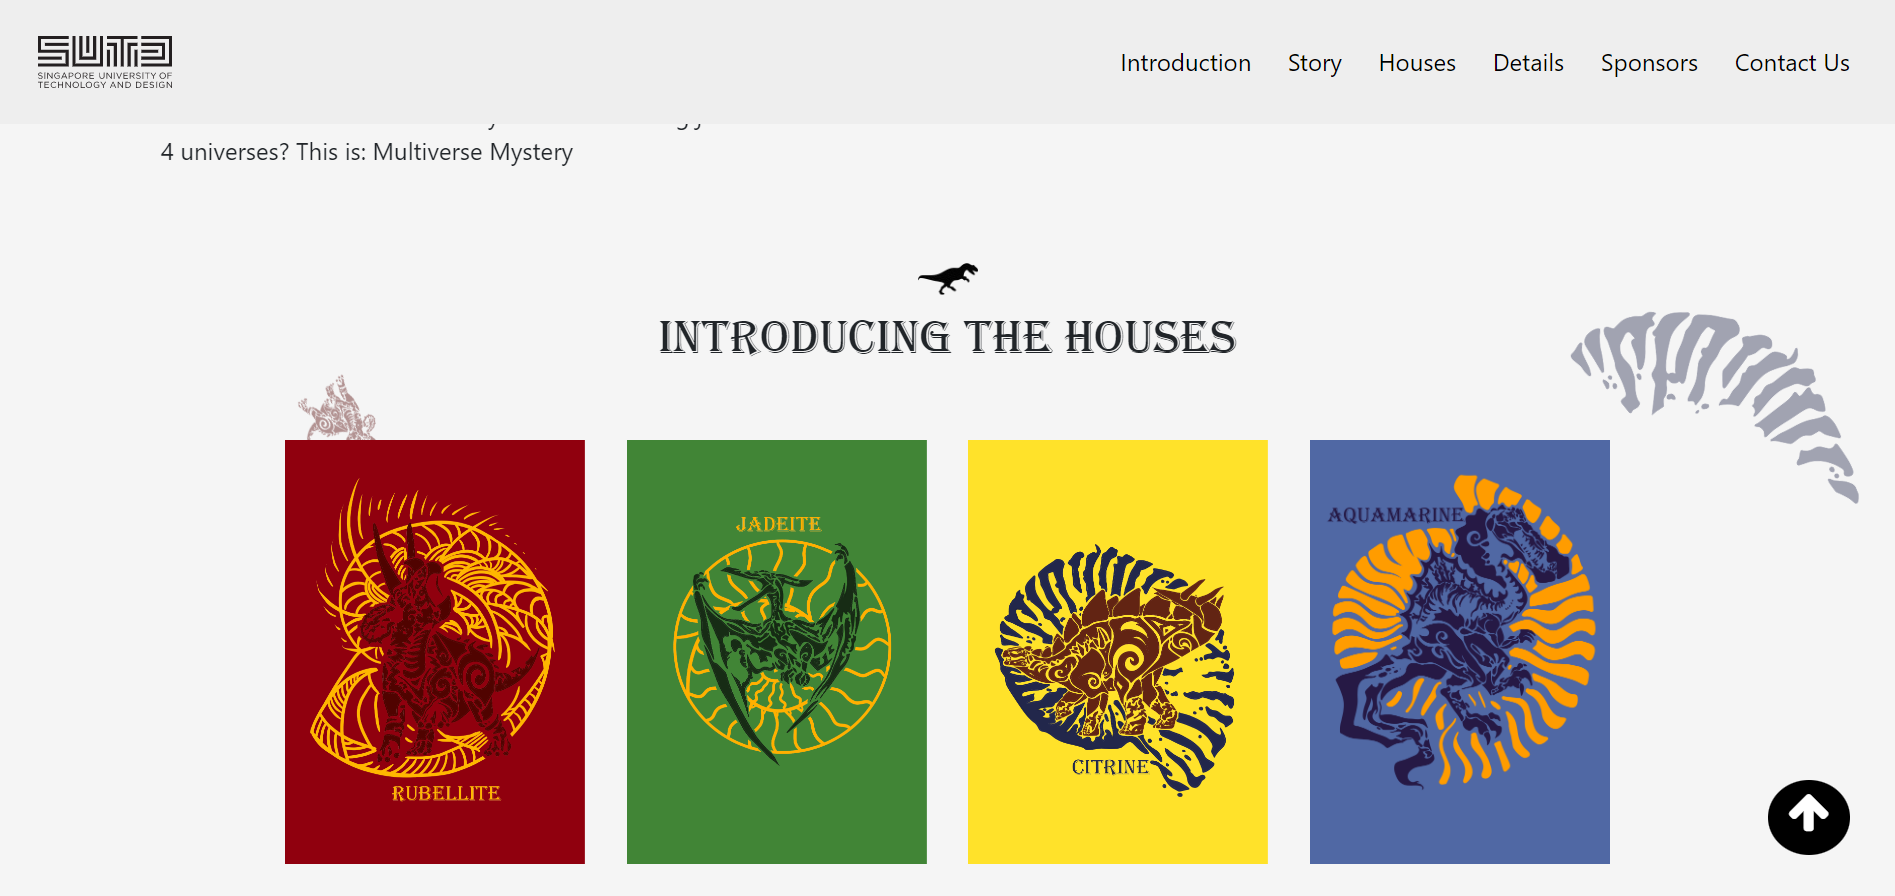 SUTD
SINGAPORE UNIVERSITY OF
TECHNOLOGY AND DESIGN
Introduction
Story
Houses
Details
Sponsors
Contact Us
4 universes? This is: Multiverse Mystery
INTRODUCING THE HOUSES
RUBELLITE
JADEITE
CITRINE
AQUAMARINE